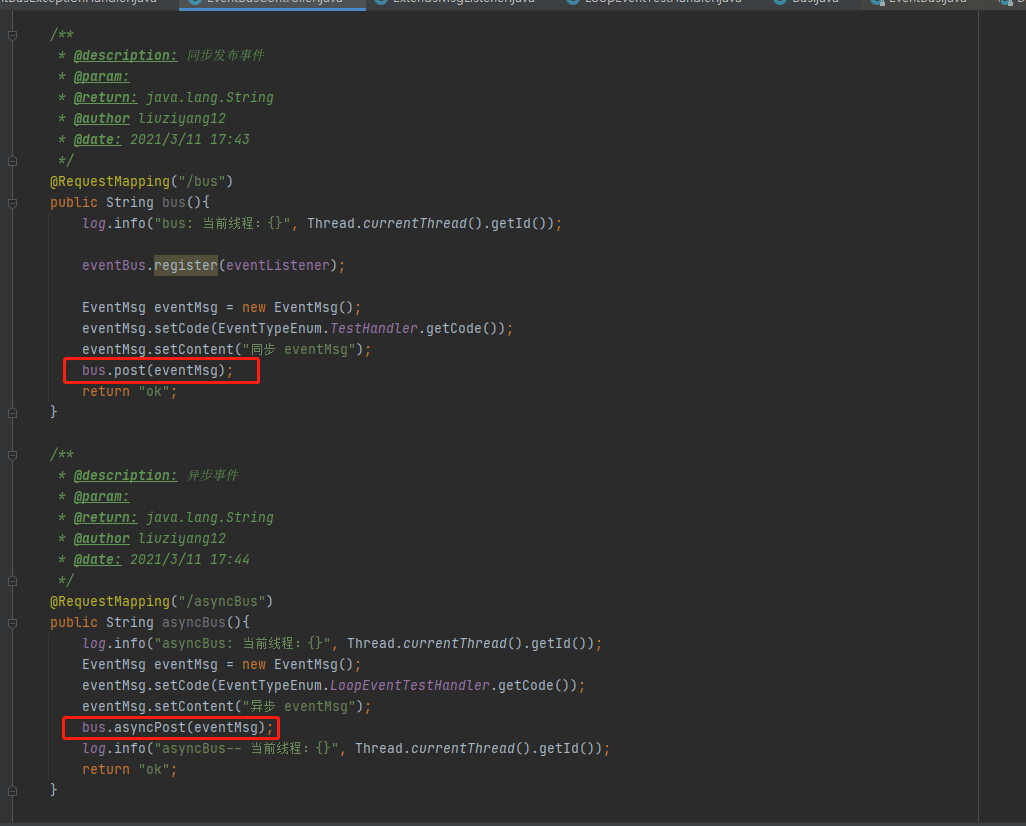 EventBusController.java
ExtendsMsgListener.java
LoopEventTestHandler.java
Bus.java
EventBus.java
/**
* @description: 同步发布事件
* @param:
* @return: java.lang.String
* @author liuziyang12
* @date: 2021/3/11 17:43
*/
@RequestMapping("/bus")
public String bus(){
log.info("bus: 当前线程：{}", Thread.currentThread().getId());
eventBus.register(eventListener);
EventMsg eventMsg = new EventMsg();
eventMsg.setCode(EventTypeEnum.TestHandler.getCode());
eventMsg.setContent("同步 eventMsg");
bus.post(eventMsg);
return "ok";
}
/**
* @description: 异步事件
* @param:
* @return: java.lang.String
* @author liuziyang12
* @date: 2021/3/11 17:44
*/
@RequestMapping("/asyncBus")
public String asyncBus(){
log.info("asyncBus: 当前线程：{}", Thread.currentThread().getId());
EventMsg eventMsg = new EventMsg();
eventMsg.setCode(EventTypeEnum.LoopEventTestHandler.getCode());
eventMsg.setContent("异步 eventMsg");
bus.asyncPost(eventMsg);
log.info("asyncBus-- 当前线程：{}", Thread.currentThread().getId());
return "ok";
}